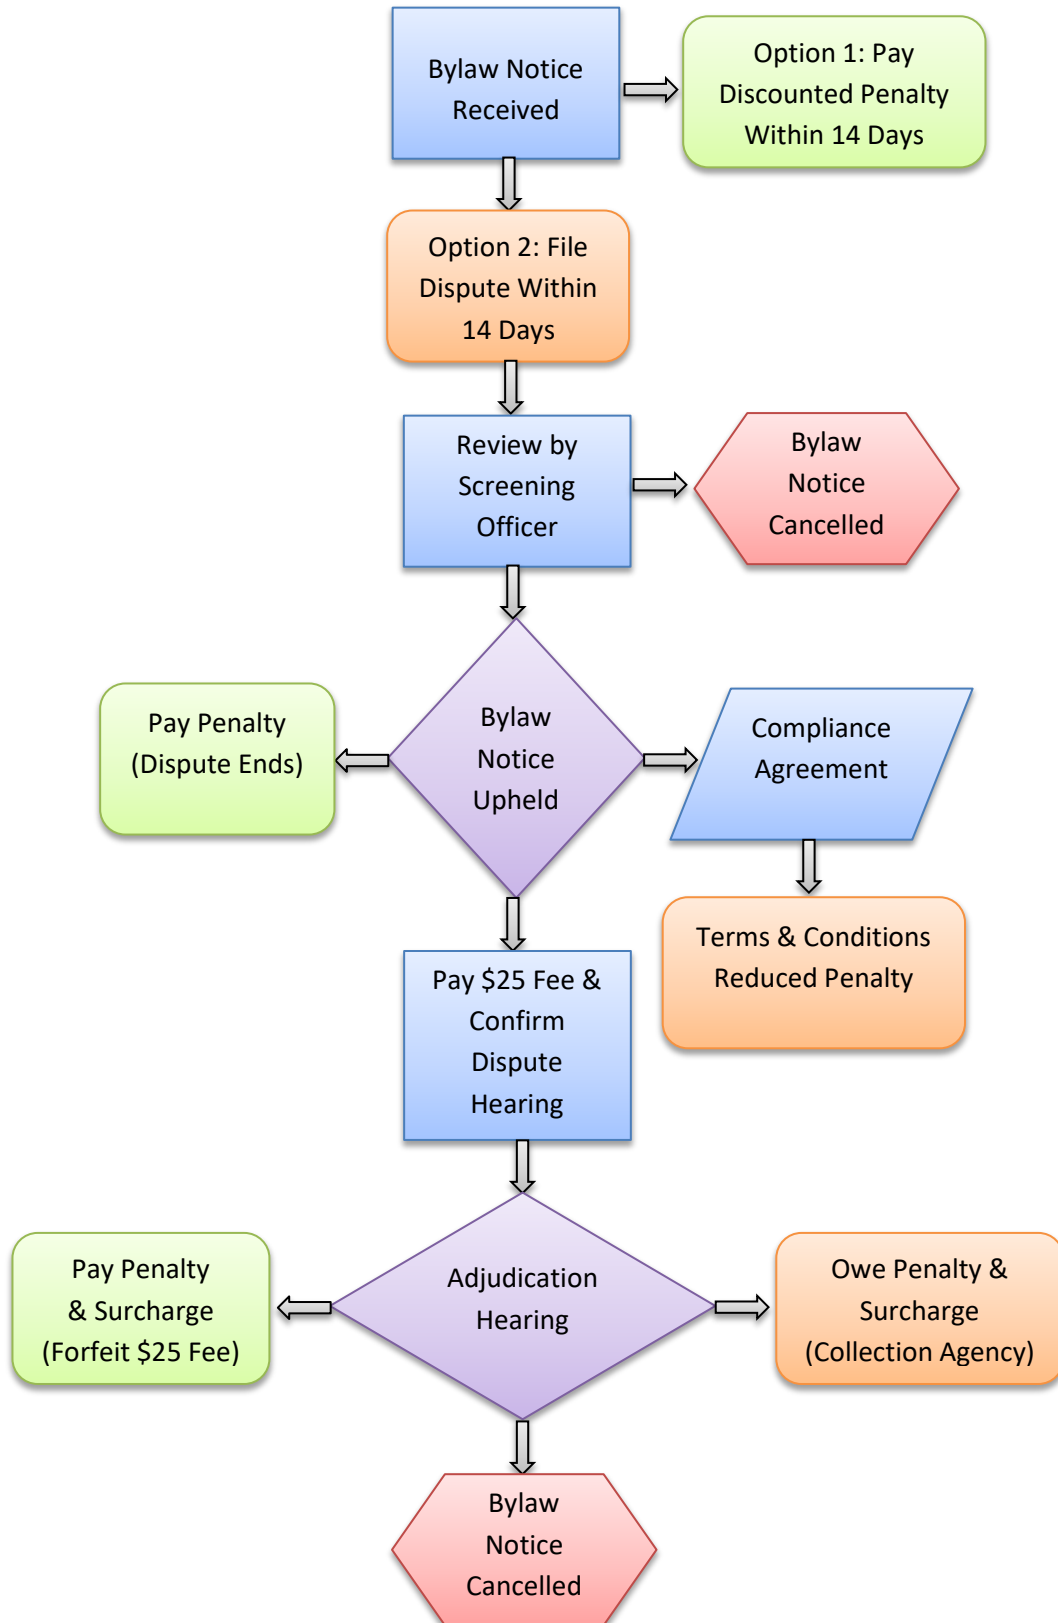 Bylaw Notice
Received
Option 1: Pay
Discounted Penalty
Within 14 Days
Option 2: File
Dispute Within
14 Days
Review by
Screening
Officer
Bylaw
Notice
Cancelled
Pay Penalty
(Dispute Ends)
Bylaw
Notice
Upheld
Compliance
Agreement
Terms & Conditions
Reduced Penalty
Pay $25 Fee &
Confirm
Dispute
Hearing
Pay Penalty
& Surcharge
(Forfeit $25 Fee)
Adjudication
Hearing
Owe Penalty &
Surcharge
(Collection Agency)
Bylaw
Notice
Cancelled